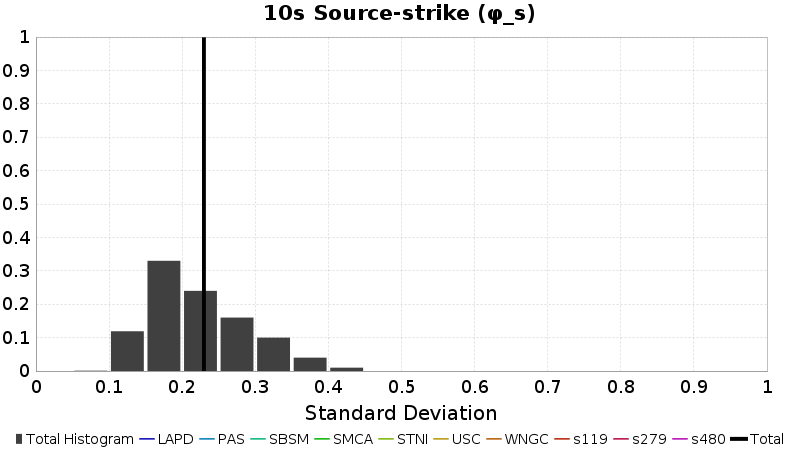 10s Source-strike (φ_s)
1
0.9
0.8
0.7
0.6
0.5
0.4
0.3
0.2
0.1
0
0 0.1 0.2 0.3 0.4 0.5 0.6 0.7 0.8 0.9 1
Standard Deviation
Total Histogram LAPD PAS SBSM SMCA STNI USC WNGC s119 s279 s480 Total